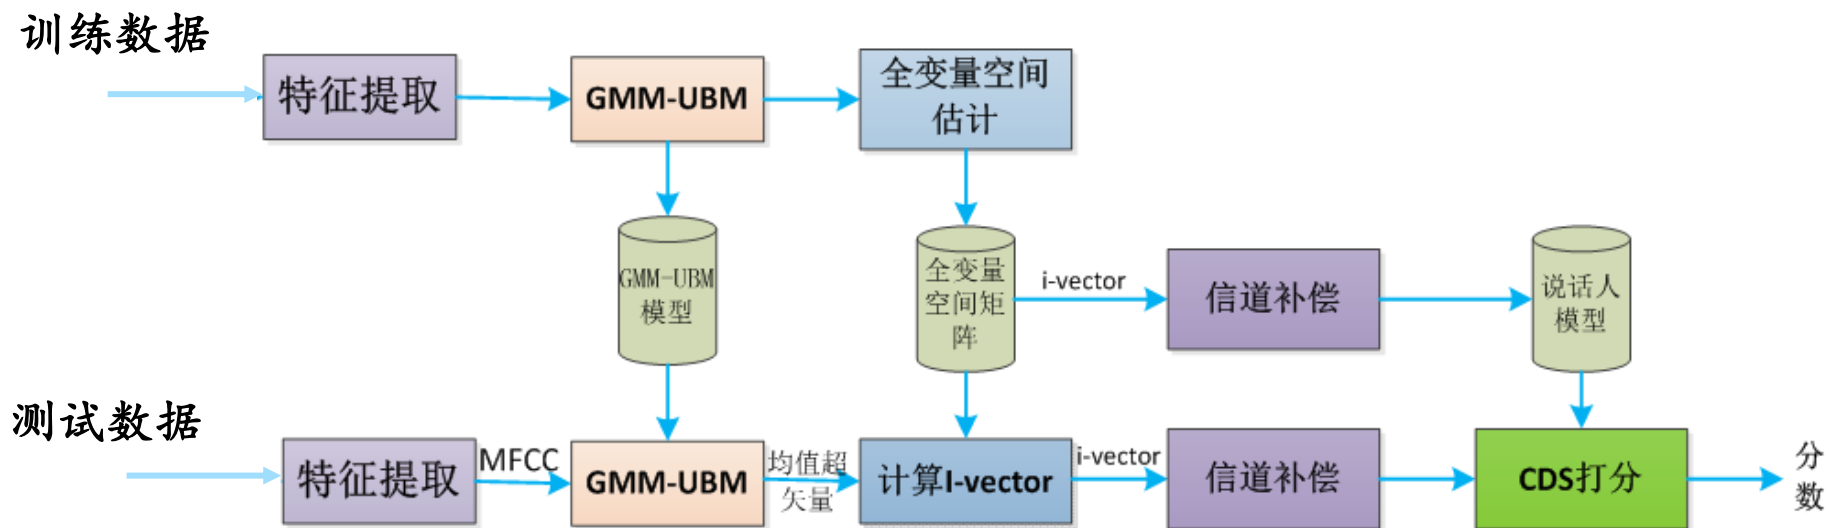 训练数据
特征提取
GMM-UBM
全变量空间
估计
GMM-UBM
模型
全变量
空间矩
阵
i-vector
信道补偿
说话人
模型
测试数据
特征提取
MFCC
GMM-UBM
均值超
矢量
计算I-vector
i-vector
信道补偿
CDS打分
分
数